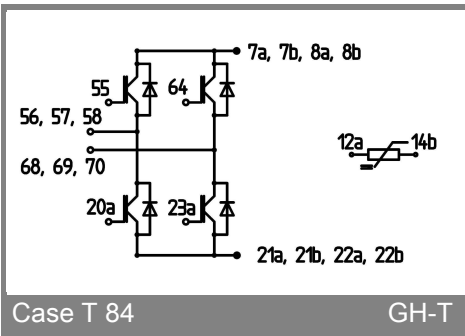 7a, 7b, 8a, 8b
55
64
56, 57, 58
12a
14b
68, 69, 70
20a
23a
21a, 21b, 22a, 22b
Case T 84
GH-T